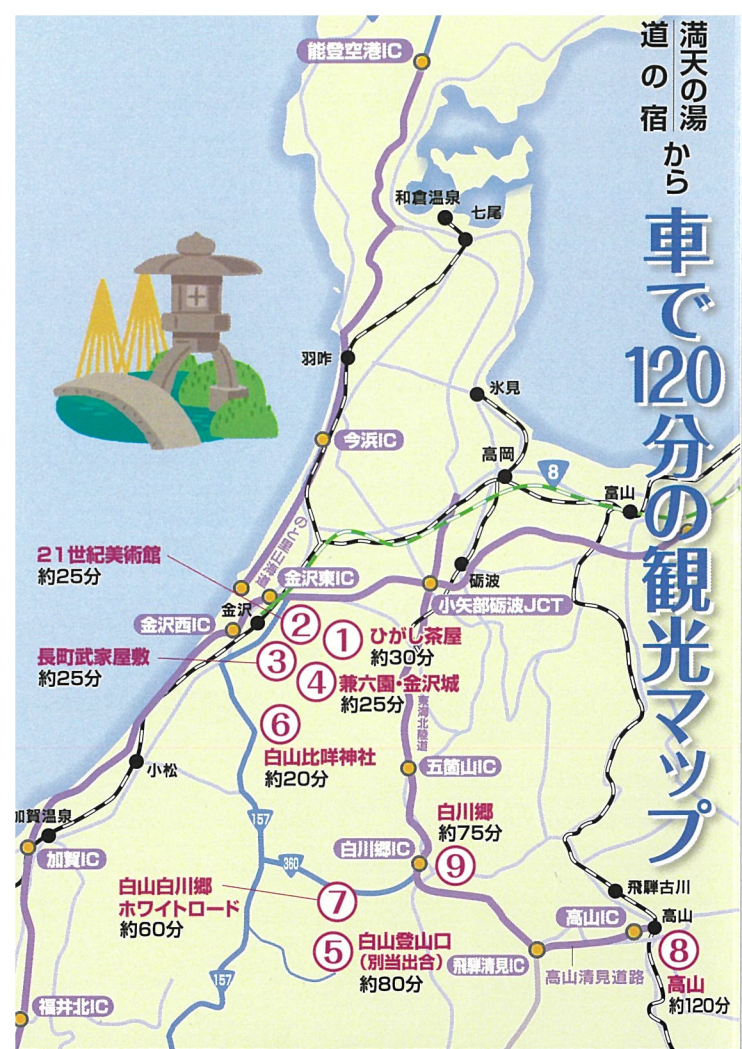 満天の湯
道の宿
から
車で120分の観光マップ
能登空港IC
和倉温泉
七尾
羽咋
氷見
今浜IC
高岡
8
富山
のと里山海道
21世紀美術館
約25分
金沢東IC
砺波
小矢部砺波JCT
金沢
金沢西IC
②
①
ひがし茶屋
約30分
長町武家屋敷
約25分
③
④
兼六園・金沢城
約25分
東海北陸道
⑥
白山比咩神社
約20分
小松
五箇山IC
加賀温泉
加賀IC
157
白川郷
約75分
⑨
白川郷IC
360
白山白川郷
ホワイトロード
約60分
⑦
飛騨古川
高山IC
高山
⑤
白山登山口
(別当出合)
約80分
飛騨清見IC
高山清見道路
⑧
高山
約120分
157
福井北IC